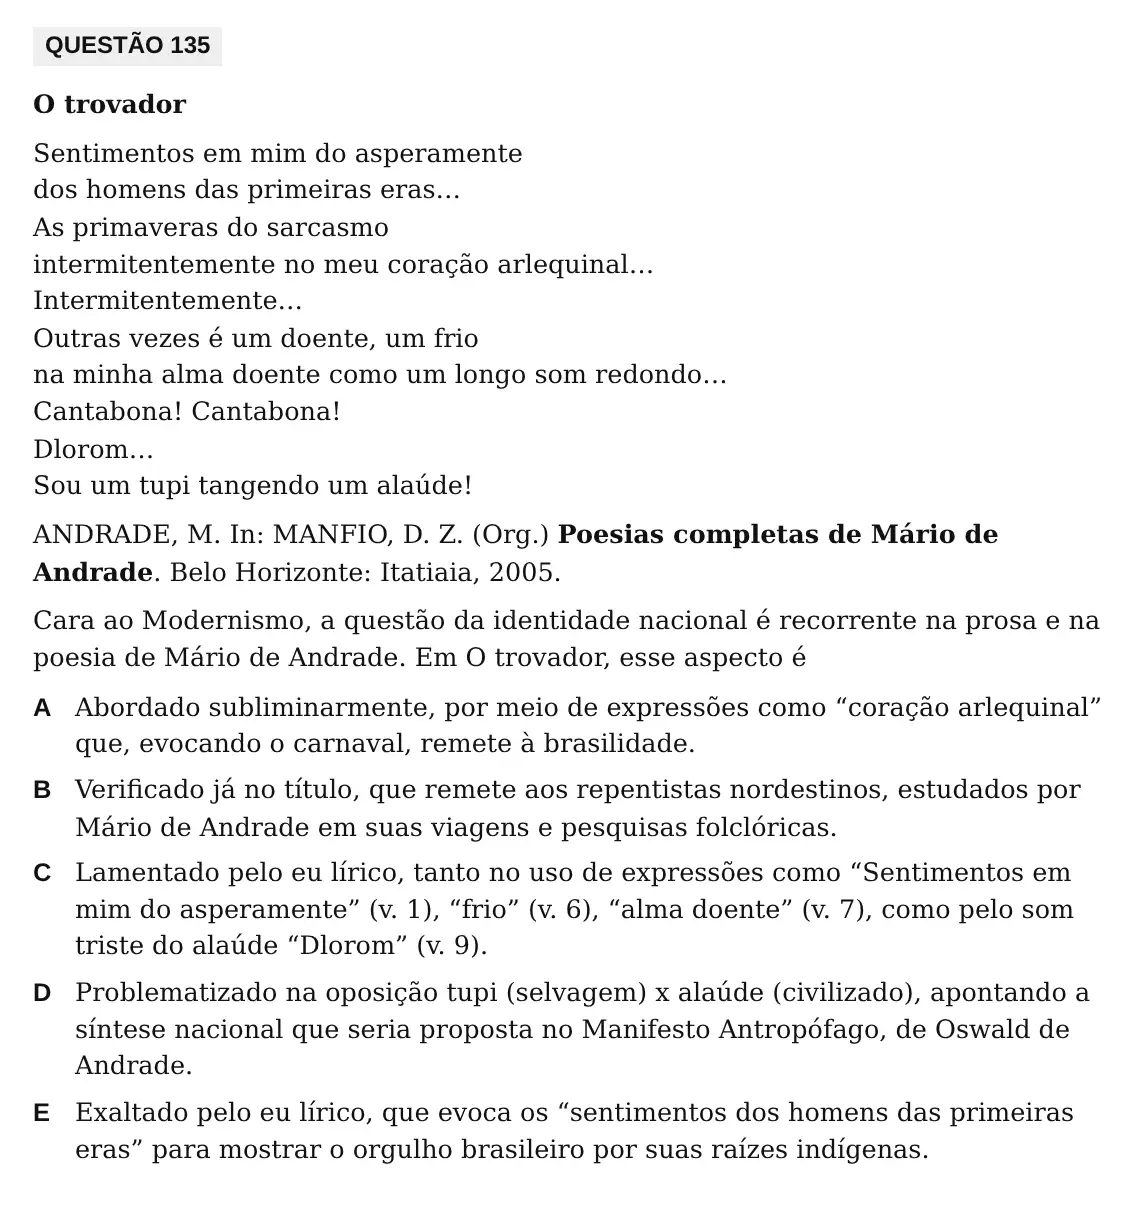 QUESTÃO 135
O trovador
Sentimentos em mim do asperamente
dos homens das primeiras eras…
As primaveras do sarcasmo
intermitentemente no meu coração arlequinal…
Intermitentemente…
Outras vezes é um doente, um frio
na minha alma doente como um longo som redondo…
Cantabona! Cantabona!
Dlorom…
Sou um tupi tangendo um alaúde!
ANDRADE, M. In: MANFIO, D. Z. (Org.) Poesias completas de Mário de
Andrade. Belo Horizonte: Itatiaia, 2005.
Cara ao Modernismo, a questão da identidade nacional é recorrente na prosa e na
poesia de Mário de Andrade. Em O trovador, esse aspecto é
A Abordado subliminarmente, por meio de expressões como “coração arlequinal”
que, evocando o carnaval, remete à brasilidade.
B Verificado já no título, que remete aos repentistas nordestinos, estudados por
Mário de Andrade em suas viagens e pesquisas folclóricas.
C Lamentado pelo eu lírico, tanto no uso de expressões como “Sentimentos em
mim do asperamente” (v. 1), “frio” (v. 6), “alma doente” (v. 7), como pelo som
triste do alaúde “Dlorom” (v. 9).
D Problematizado na oposição tupi (selvagem) x alaúde (civilizado), apontando a
síntese nacional que seria proposta no Manifesto Antropófago, de Oswald de
Andrade.
E Exaltado pelo eu lírico, que evoca os “sentimentos dos homens das primeiras
eras” para mostrar o orgulho brasileiro por suas raízes indígenas.